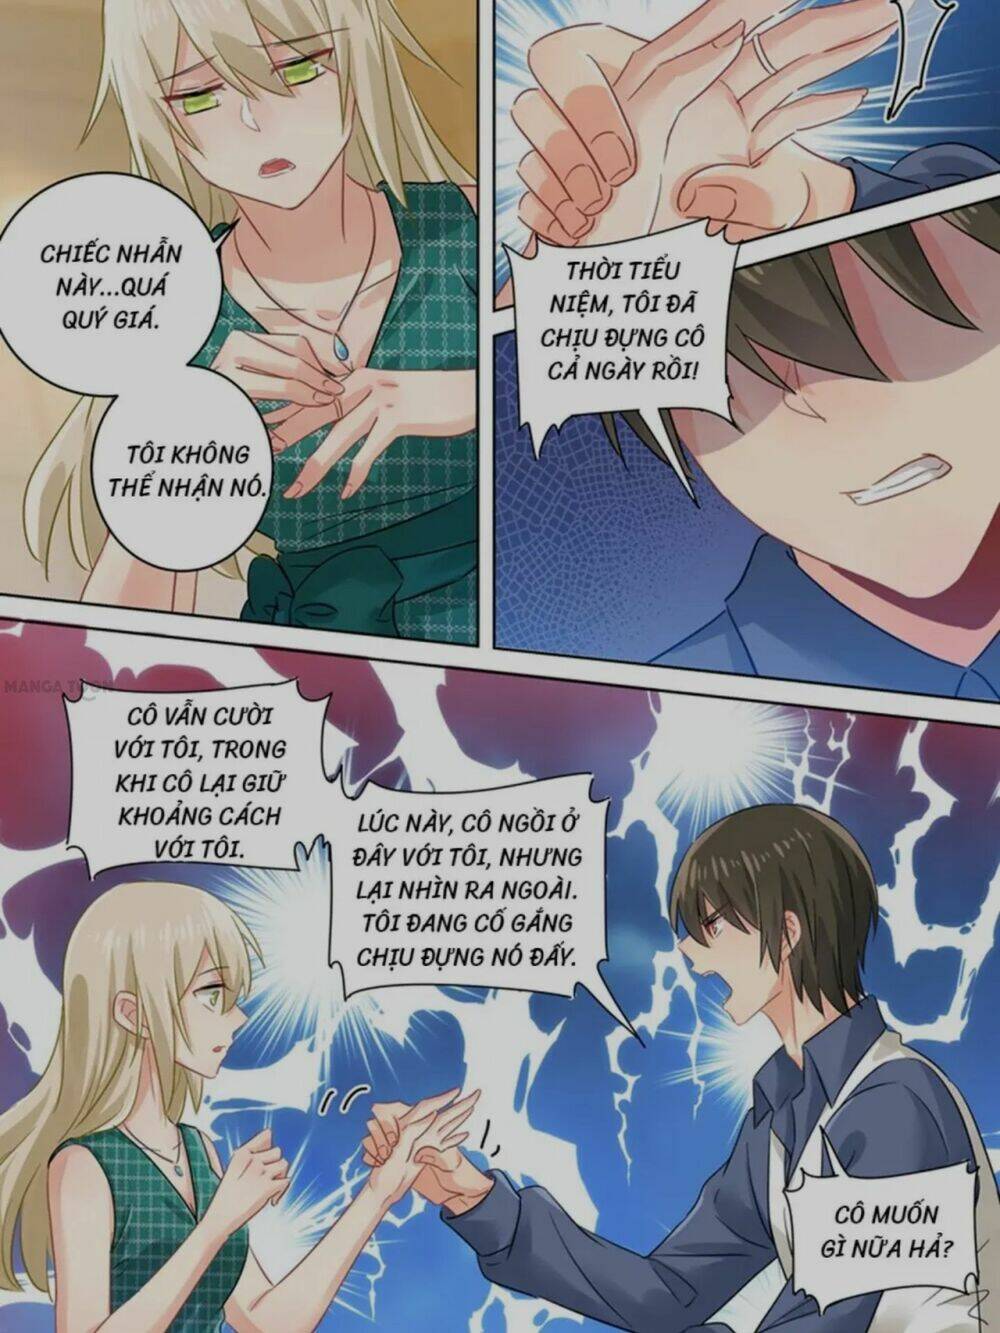 CHIẾC NHẪN
NÀY...QUÁ
QUÝ GIÁ.
TÔI KHÔNG
THỂ NHẬN NÓ.
THỜI TIỂU
NIỆM, TÔI ĐÃ
CHỊU ĐỰNG CÔ
CẢ NGÀY RỒI!
MANGA TOON
CÔ VẪN CƯỜI
VỚI TÔI, TRONG
KHI CÔ LẠI GIỮ
KHOẢNG CÁCH
VỚI TÔI.
LÚC NÀY, CÔ NGỒI Ở
ĐÂY VỚI TÔI, NHƯNG
LẠI NHÌN RA NGOÀI.
TÔI ĐANG CỐ GẮNG
CHỊU ĐỰNG NÓ ĐẤY.
CÔ MUỐN
GÌ NỮA HẢ?